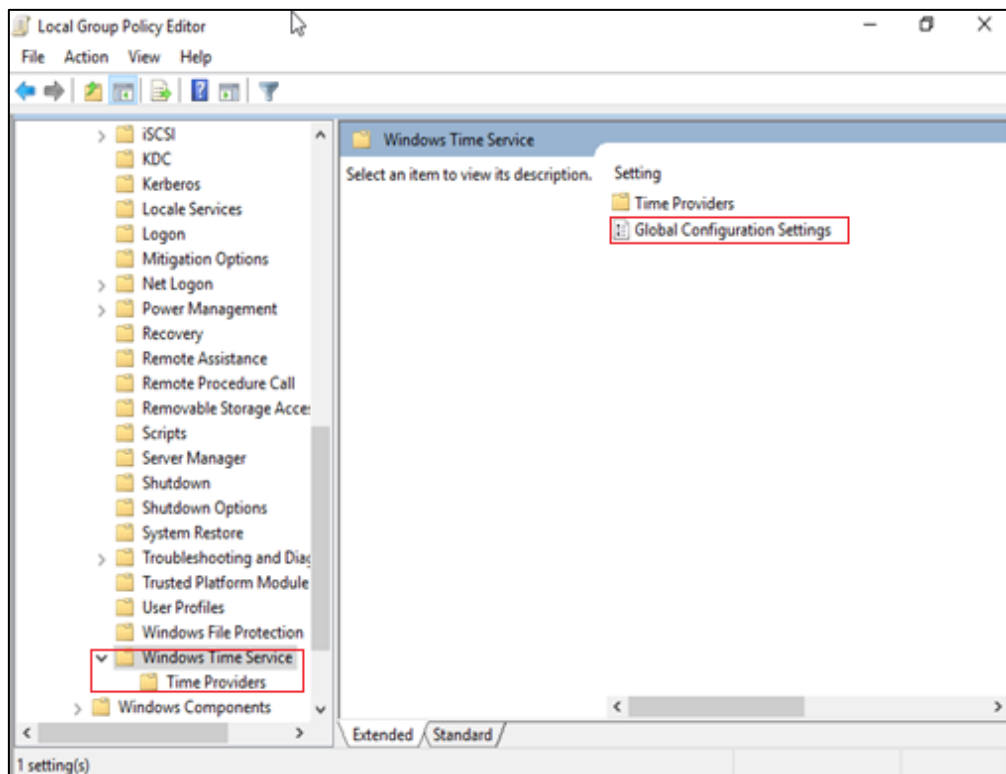 Local Group Policy Editor
File Action View Help
iSCSI
KDC
Kerberos
Locale Services
Logon
Mitigation Options
Net Logon
Power Management
Recovery
Remote Assistance
Remote Procedure Call
Removable Storage Acce
Scripts
Server Manager
Shutdown
Shutdown Options
System Restore
Troubleshooting and Diag
Trusted Platform Module
User Profiles
Windows File Protection
Windows Time Service
Time Providers
Windows Components
Windows Time Service
Select an item to view its description.
Setting
Time Providers
Global Configuration Settings
Extended Standard
1 setting(s)